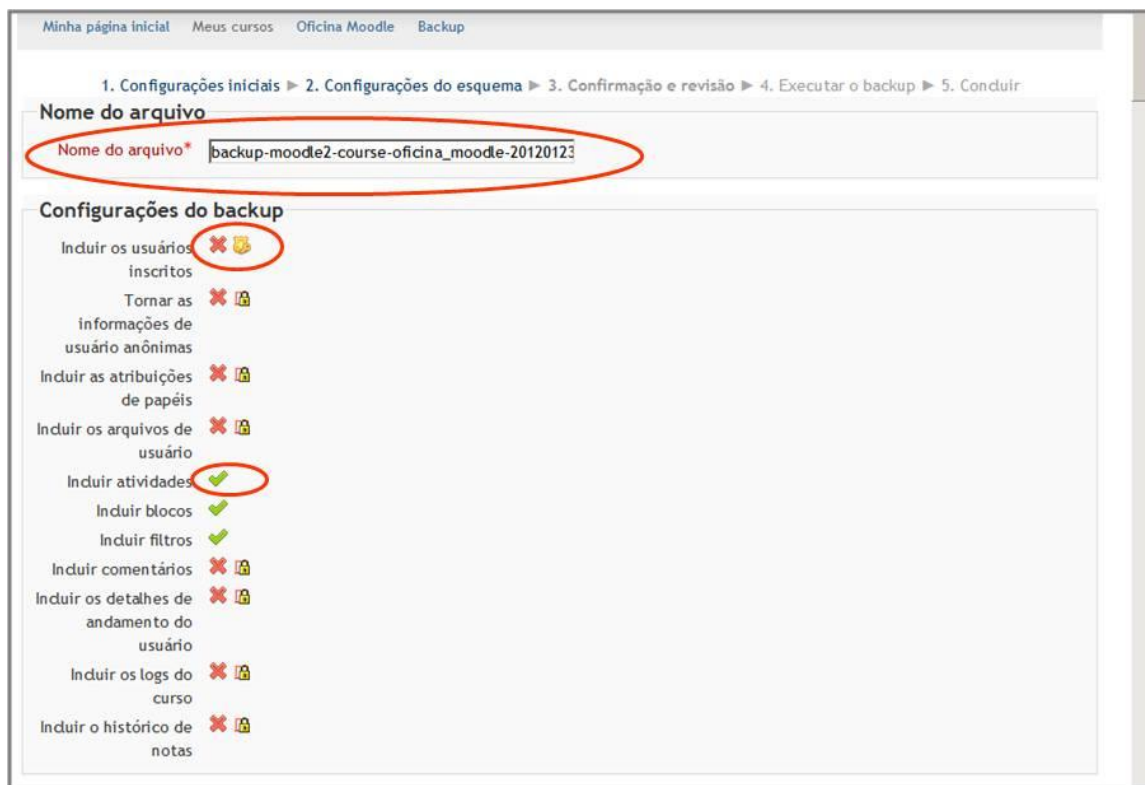 Minha página inicial Meus cursos Oficina Moodle Backup
1. Configurações iniciais ► 2. Configurações do esquema ► 3. Confirmação e revisão ► 4. Executar o backup ► 5. Concluir
Nome do arquivo
Nome do arquivo* backup-moodle2-course-oficina_moodle-20120123
Configurações do backup
Incluir os usuários
inscritos
Tornar as
informações de
usuário anônimas
Incluir as atribuições
de papéis
Incluir os arquivos de
usuário
Incluir atividades
Incluir blocos
Incluir filtros
Incluir comentários
Incluir os detalhes de
andamento do
usuário
Incluir os logs do
curso
Incluir o histórico de
notas